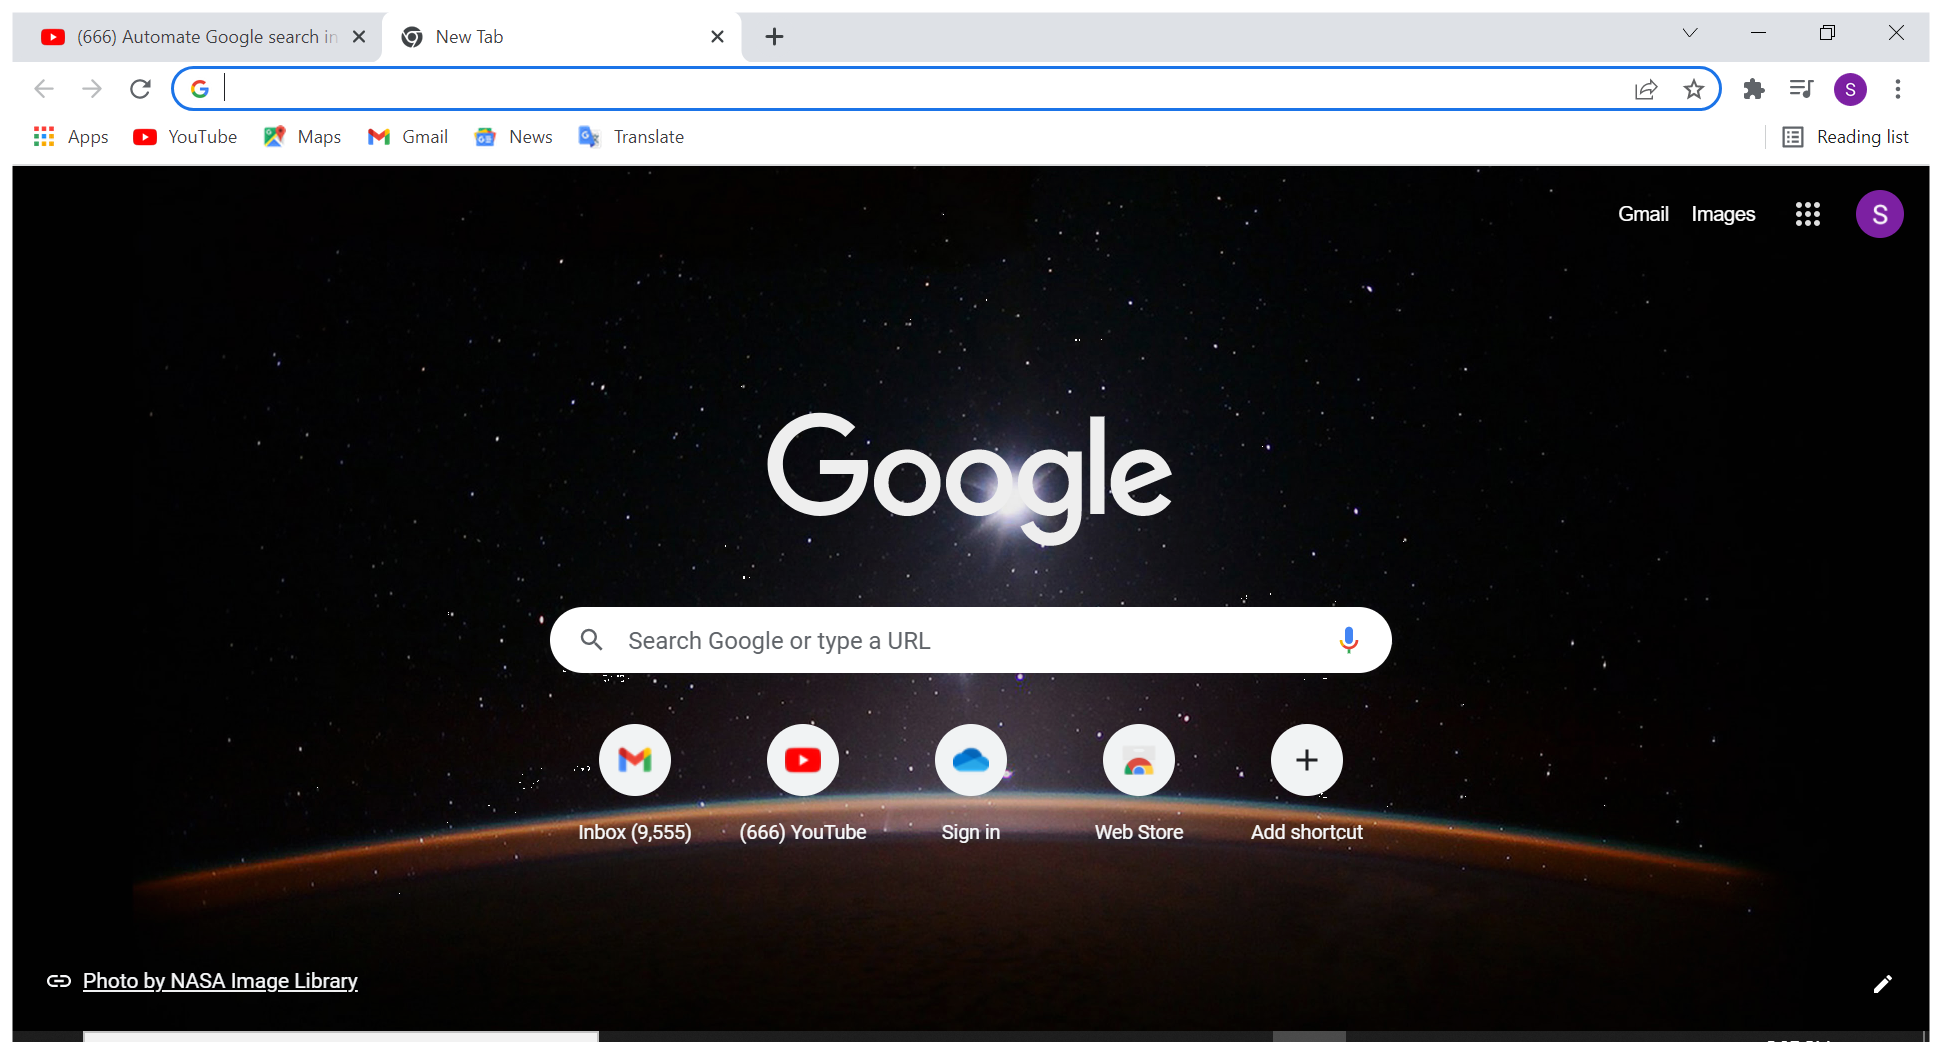 (666) Automate Google search in
New Tab
Apps
YouTube
Maps
Gmail
News
Translate
Reading list
S
Gmail
Images
S
Google
Search Google or type a URL
Inbox (9,555)
(666) YouTube
Sign in
Web Store
Add shortcut
Photo by NASA Image Library